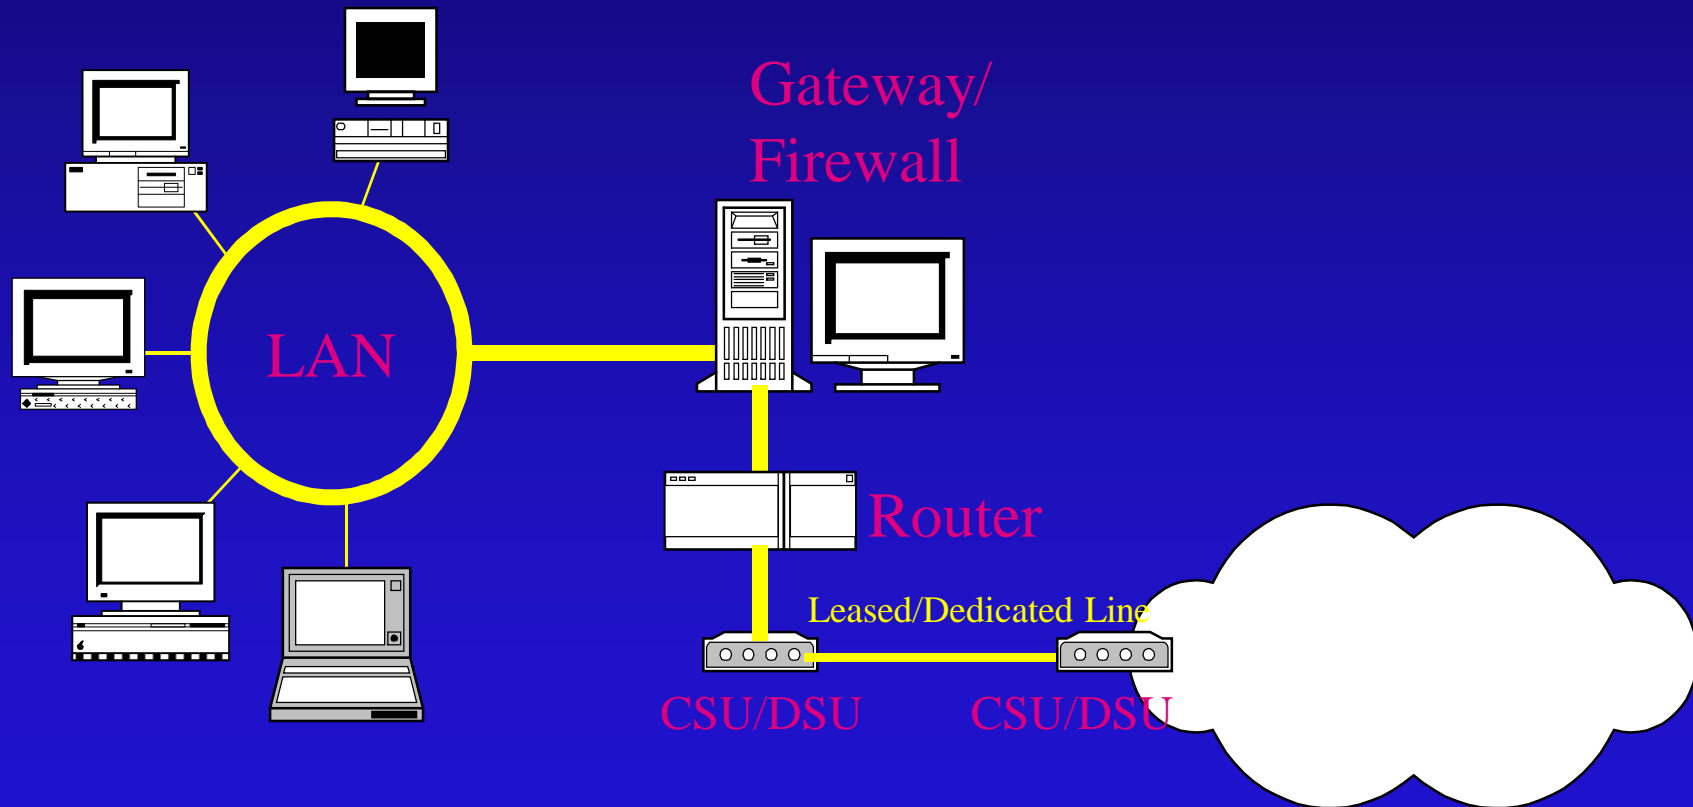 Gateway/
Firewall
LAN
Router
Leased/Dedicated Line
CSU/DSU
CSU/DSU